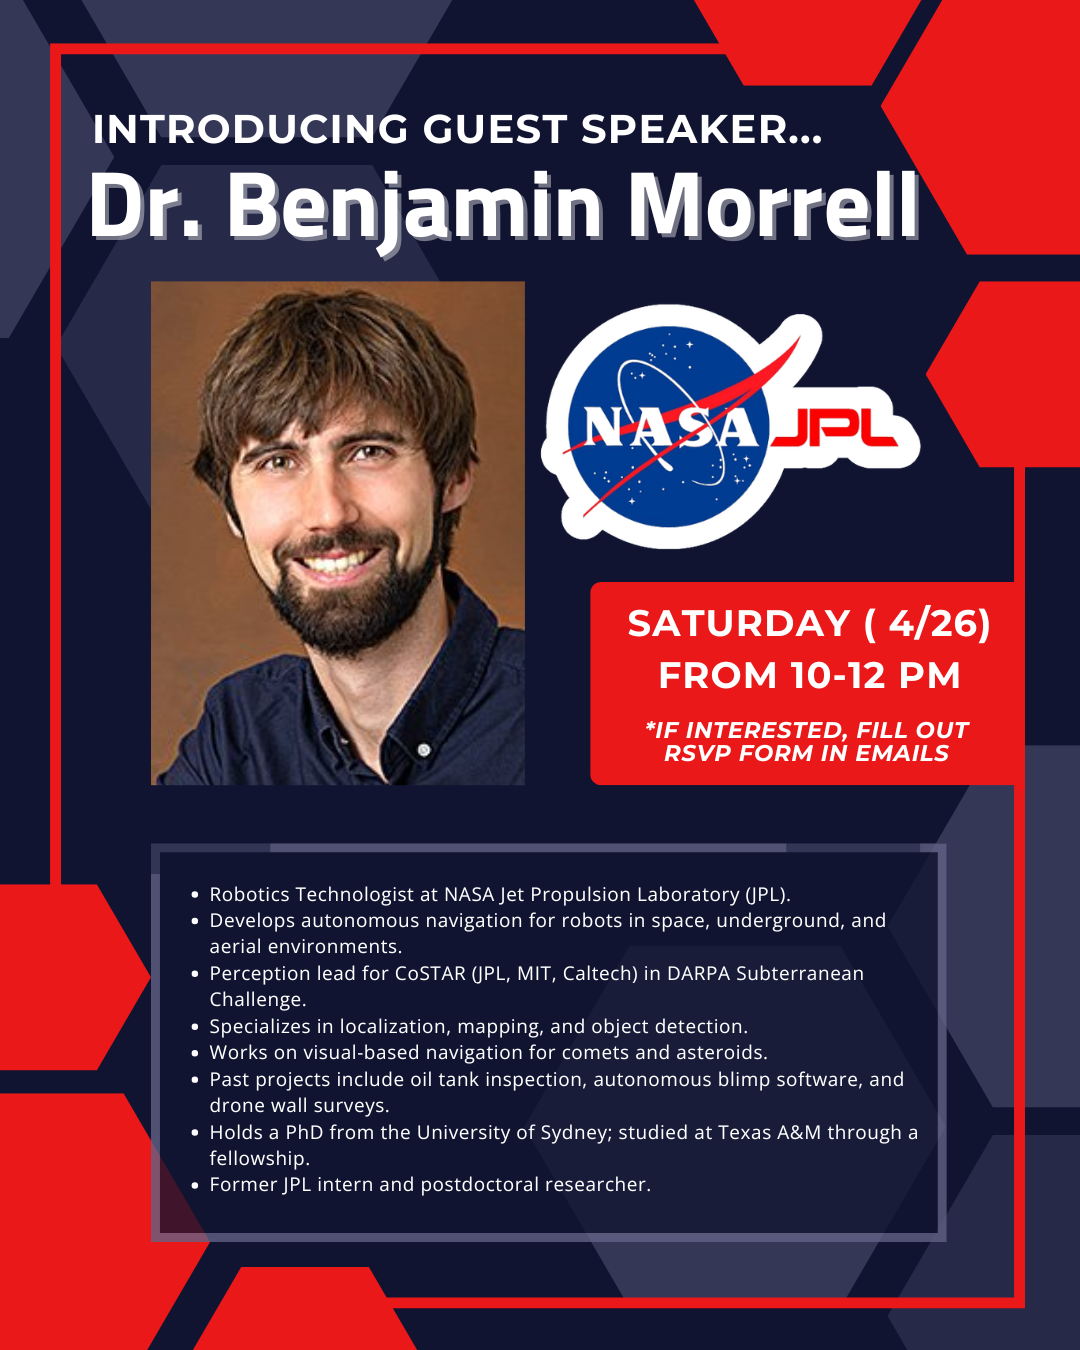 INTRODUCING GUEST SPEAKER...
Dr. Benjamin Morrell
NASA JPL
SATURDAY ( 4/26)
FROM 10-12 PM
*IF INTERESTED, FILL OUT
RSVP FORM IN EMAILS
• Robotics Technologist at NASA Jet Propulsion Laboratory (JPL).
• Develops autonomous navigation for robots in space, underground, and
aerial environments.
• Perception lead for CoSTAR (JPL, MIT, Caltech) in DARPA Subterranean
Challenge.
• Specializes in localization, mapping, and object detection.
• Works on visual-based navigation for comets and asteroids.
• Past projects include oil tank inspection, autonomous blimp software, and
drone wall surveys.
• Holds a PhD from the University of Sydney; studied at Texas A&M through a
fellowship.
• Former JPL intern and postdoctoral researcher.